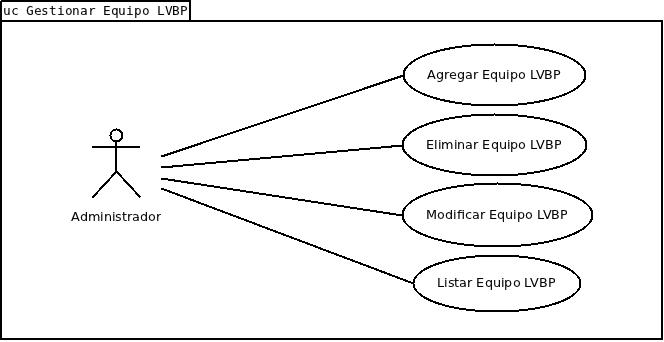 uc Gestionar Equipo LVBP
Agregar Equipo LVBP
Eliminar Equipo LVBP
Modificar Equipo LVBP
Administrador
Listar Equipo LVBP